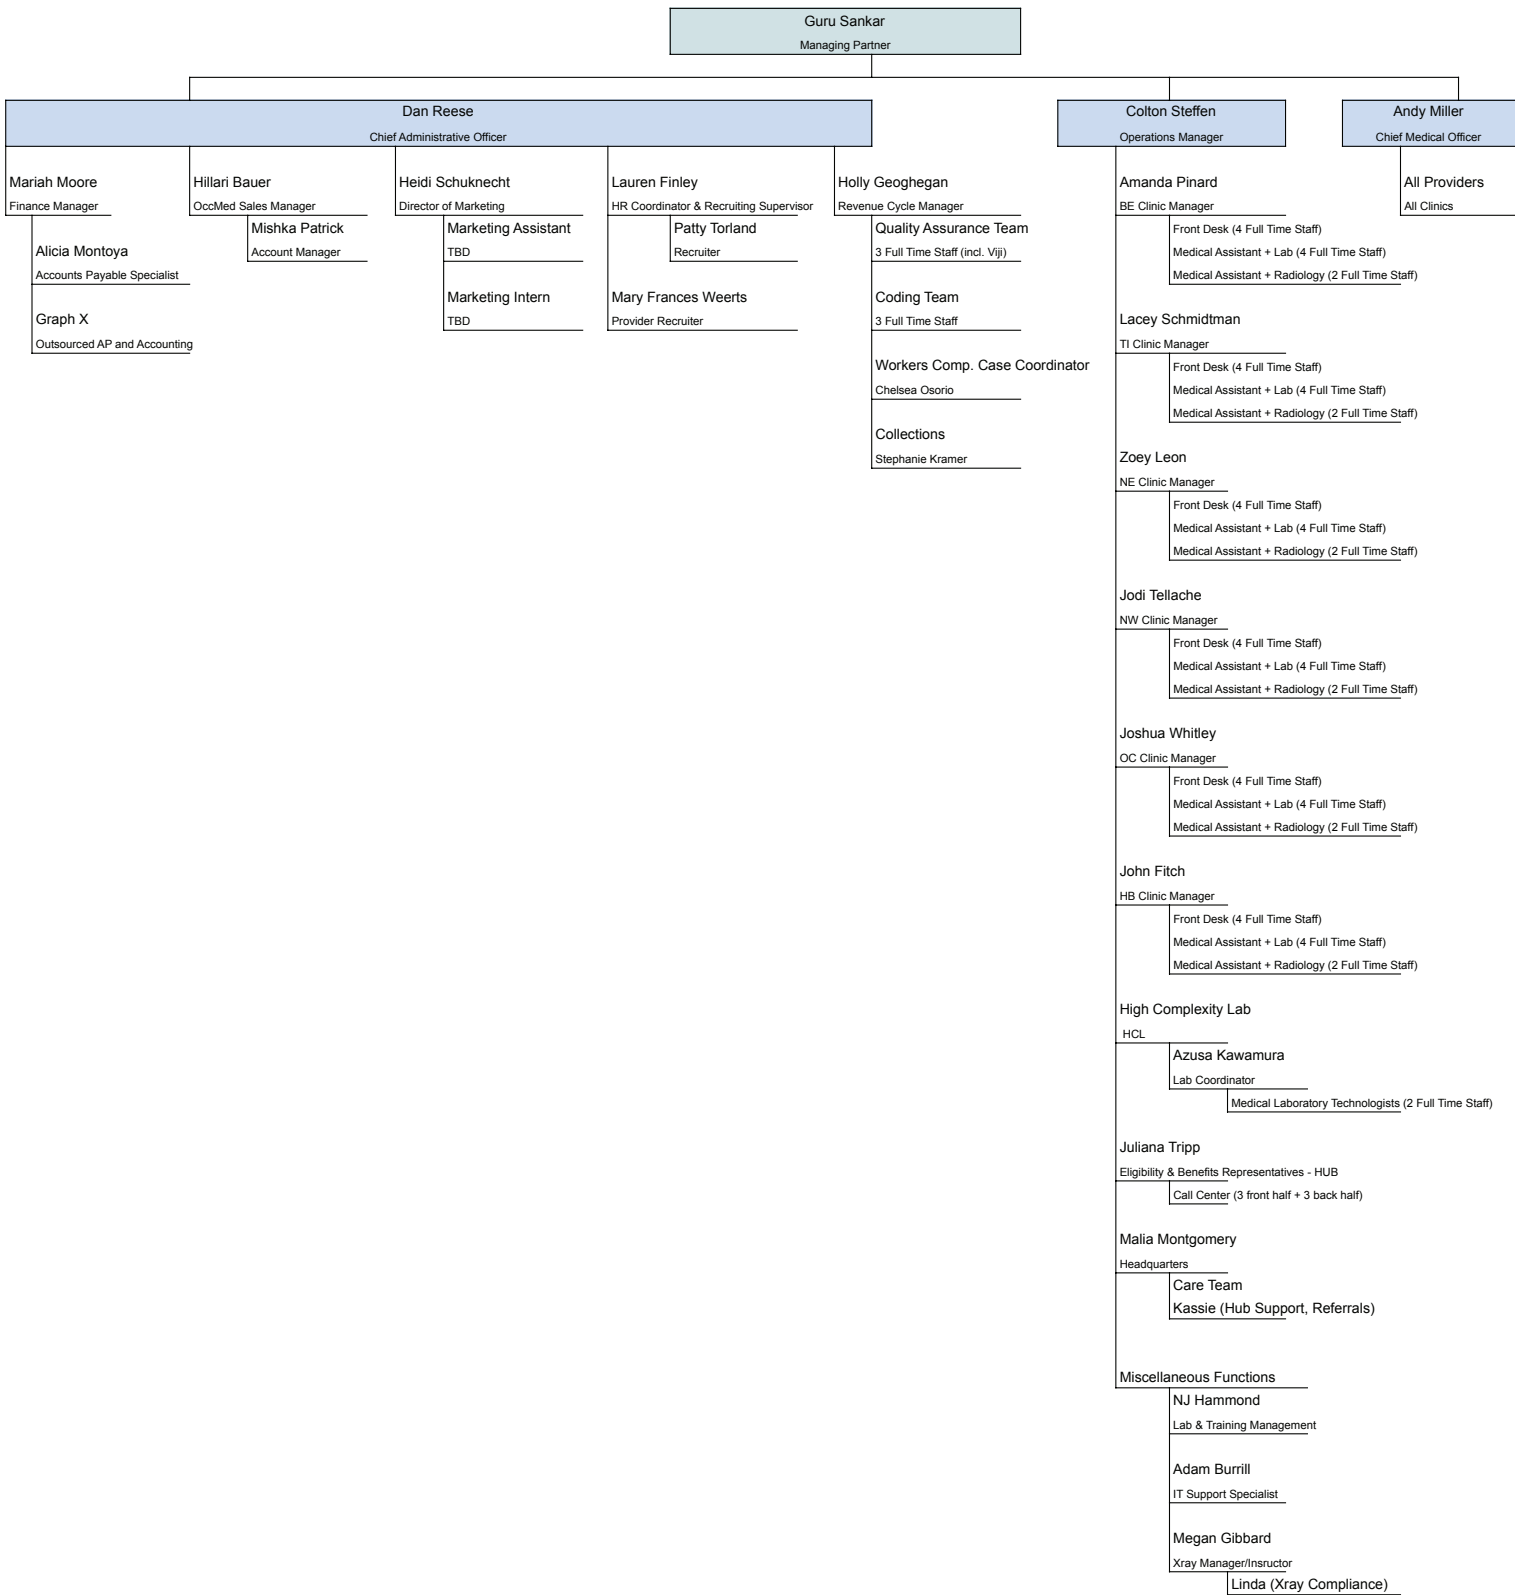 Guru Sankar
Managing Partner
Dan Reese
Chief Administrative Officer
Mariah Moore
Finance Manager
Alicia Montoya
Accounts Payable Specialist
Graph X
Outsourced AP and Accounting
Hillari Bauer
OccMed Sales Manager
Mishka Patrick
Account Manager
Heidi Schuknecht
Director of Marketing
Marketing Assistant
TBD
Marketing Intern
TBD
Lauren Finley
HR Coordinator & Recruiting Supervisor
Patty Torland
Recruiter
Mary Frances Weerts
Provider Recruiter
Holly Geoghegan
Revenue Cycle Manager
Quality Assurance Team
3 Full Time Staff (incl. Viji)
Coding Team
3 Full Time Staff
Workers Comp. Case Coordinator
Chelsea Osorio
Collections
Stephanie Kramer
Colton Steffen
Operations Manager
Amanda Pinard
BE Clinic Manager
Front Desk (4 Full Time Staff)
Medical Assistant + Lab (4 Full Time Staff)
Medical Assistant + Radiology (2 Full Time Staff)
Lacey Schmidtman
TI Clinic Manager
Front Desk (4 Full Time Staff)
Medical Assistant + Lab (4 Full Time Staff)
Medical Assistant + Radiology (2 Full Time Staff)
Zoey Leon
NE Clinic Manager
Front Desk (4 Full Time Staff)
Medical Assistant + Lab (4 Full Time Staff)
Medical Assistant + Radiology (2 Full Time Staff)
Jodi Tellache
NW Clinic Manager
Front Desk (4 Full Time Staff)
Medical Assistant + Lab (4 Full Time Staff)
Medical Assistant + Radiology (2 Full Time Staff)
Joshua Whitley
OC Clinic Manager
Front Desk (4 Full Time Staff)
Medical Assistant + Lab (4 Full Time Staff)
Medical Assistant + Radiology (2 Full Time Staff)
John Fitch
HB Clinic Manager
Front Desk (4 Full Time Staff)
Medical Assistant + Lab (4 Full Time Staff)
Medical Assistant + Radiology (2 Full Time Staff)
High Complexity Lab
HCL
Azusa Kawamura
Lab Coordinator
Medical Laboratory Technologists (2 Full Time Staff)
Juliana Tripp
Eligibility & Benefits Representatives - HUB
Call Center (3 front half + 3 back half)
Malia Montgomery
Headquarters
Care Team
Kassie (Hub Support, Referrals)
Miscellaneous Functions
NJ Hammond
Lab & Training Management
Adam Burrill
IT Support Specialist
Megan Gibbard
Xray Manager/Insructor
Linda (Xray Compliance)
Andy Miller
Chief Medical Officer
All Providers
All Clinics